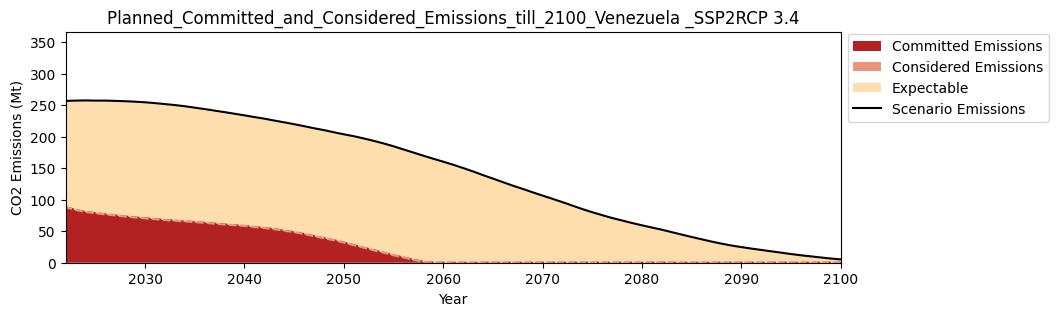 Planned_Committed_and_Considered_Emissions_till_2100_Venezuela _SSP2RCP 3.4
350
300
250
200
150
100
50
0
CO2 Emissions (Mt)
2030 2040 2050 2060 2070 2080 2090 2100
Year
Committed Emissions
Considered Emissions
Expectable
Scenario Emissions